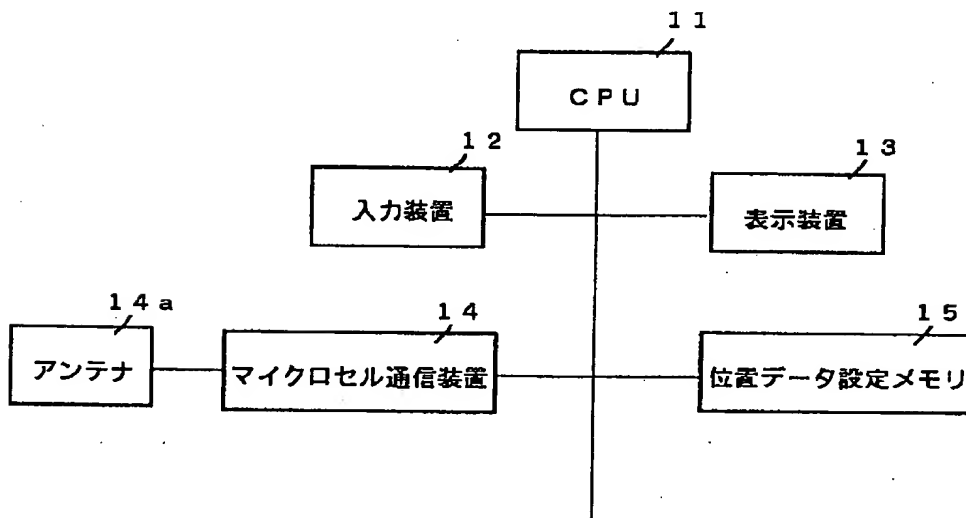 １１
ＣＰＵ
１２
入力装置
１３
表示装置
１４ａ
アンテナ
１４
マイクロセル通信装置
１５
位置データ設定メモリ